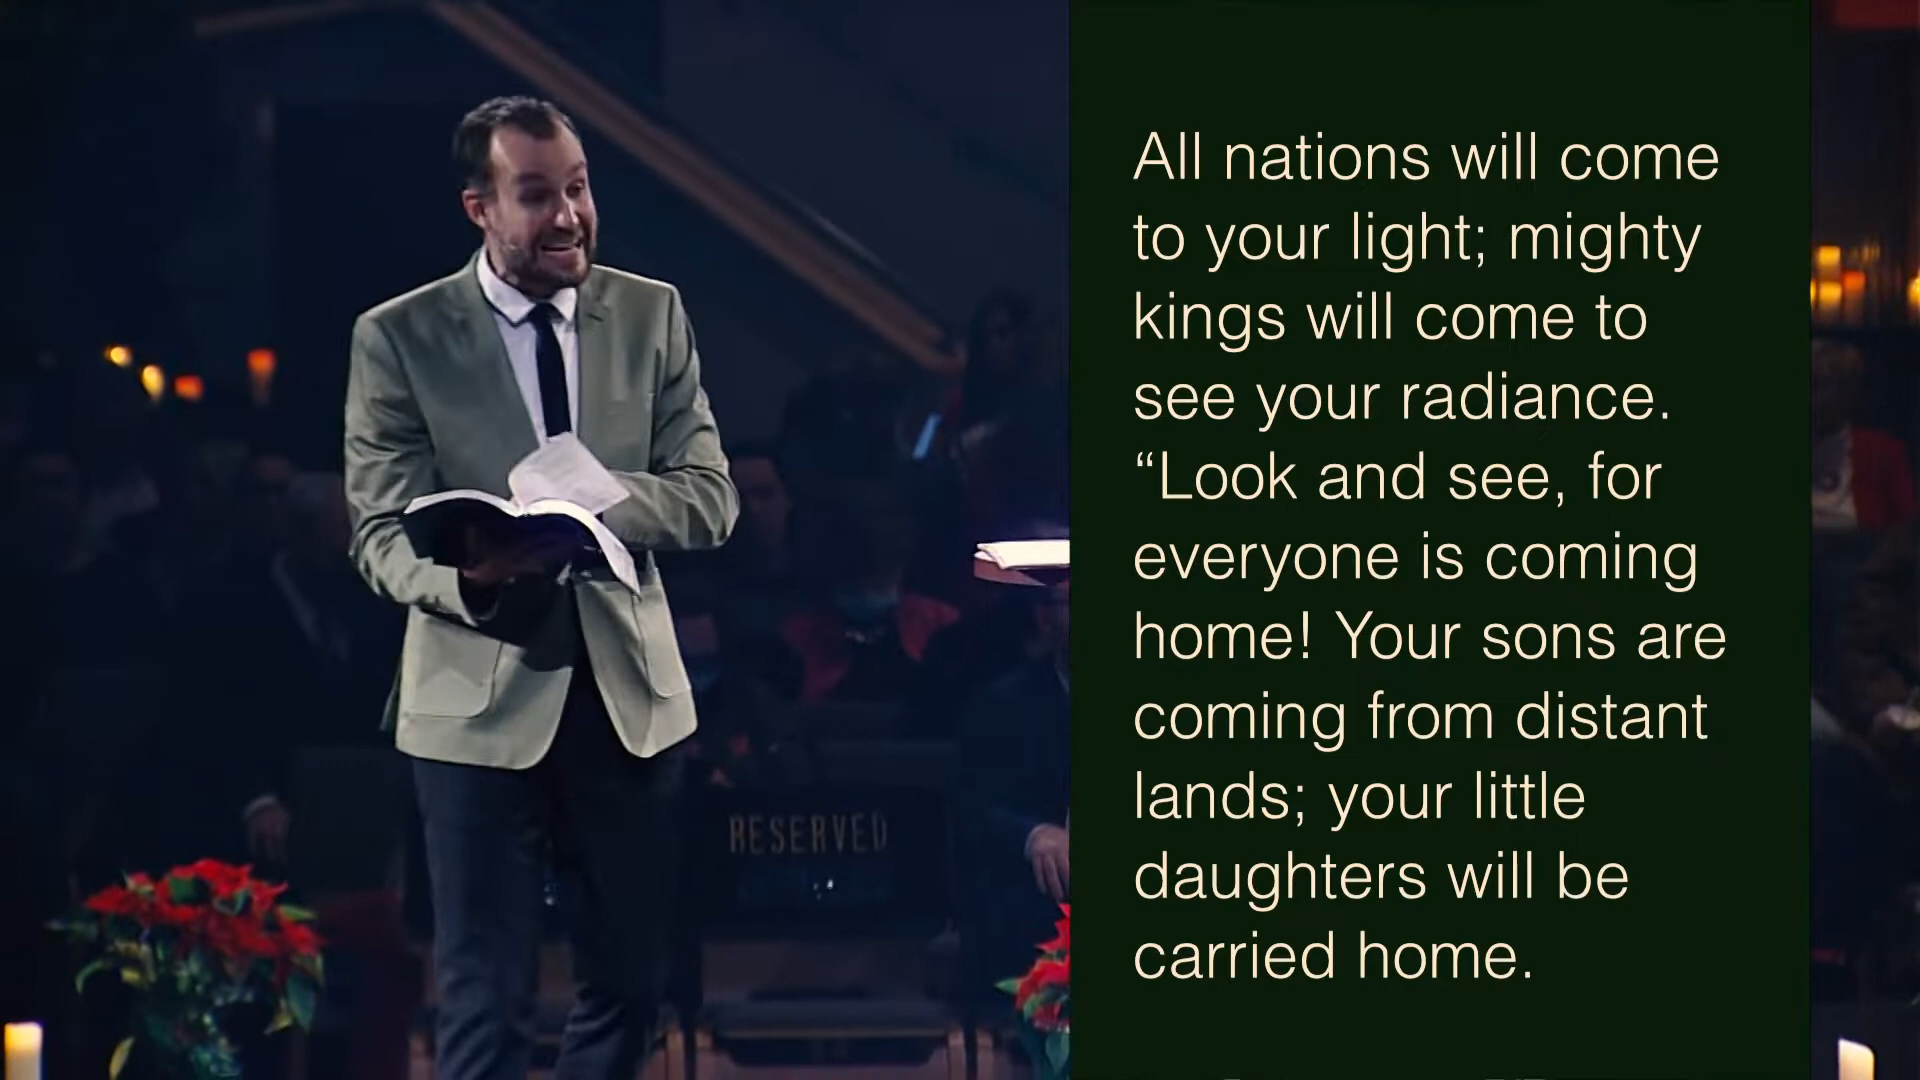 All nations will come
to your light; mighty
kings will come to
see your radiance.
“Look and see, for
everyone is coming
home! Your sons are
coming from distant
lands; your little
daughters will be
carried home.
RESERVED